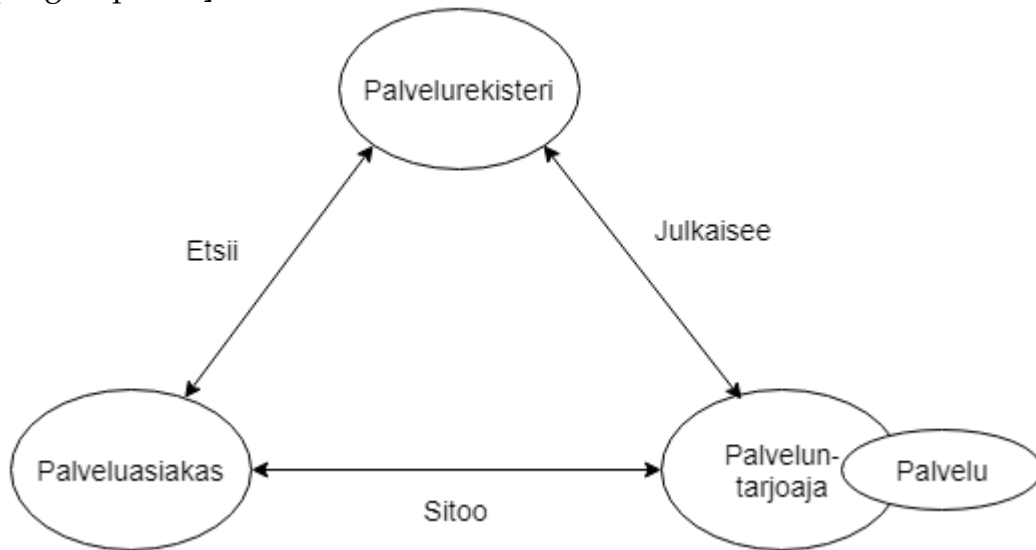 Palvelurekisteri
Etsii
Julkaisee
Palveluasiakas
Sitoo
Palvelun-
tarjoaja
Palvelu